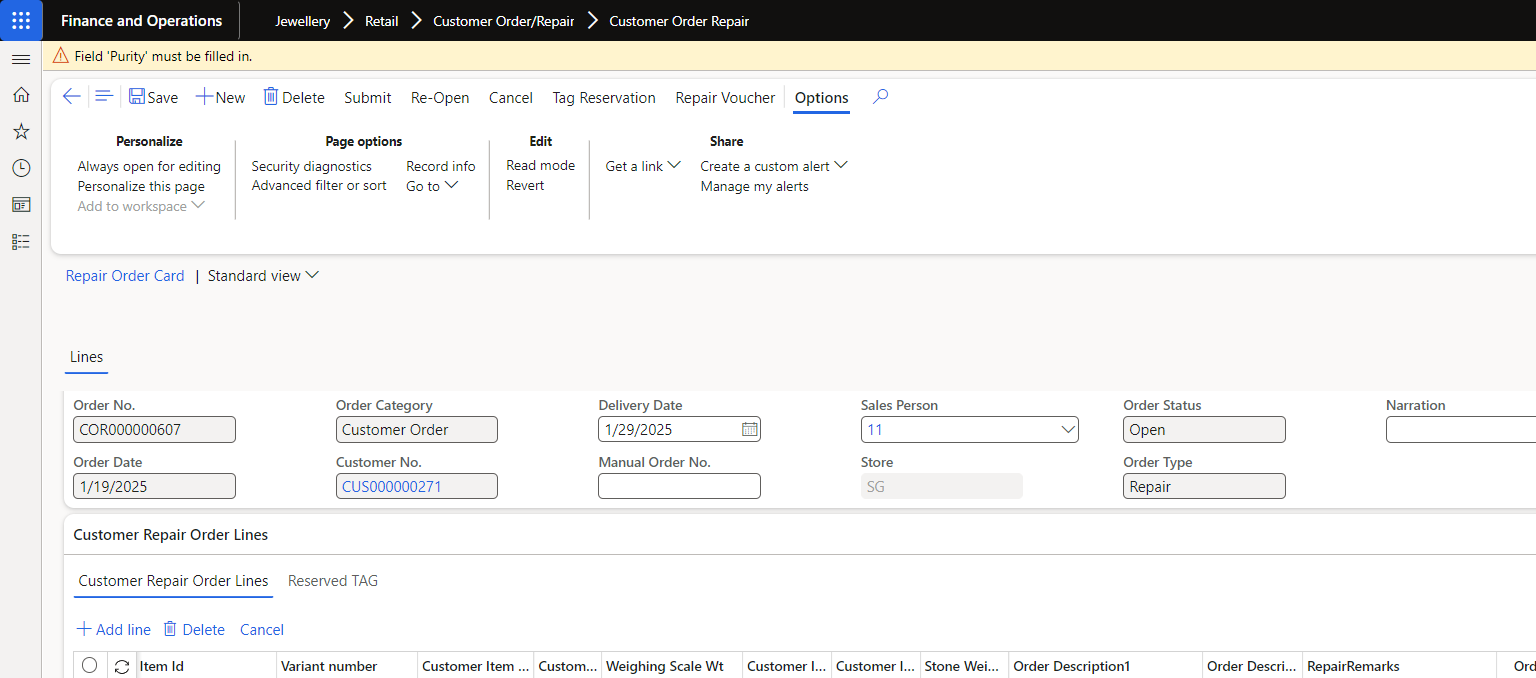 Finance and Operations Jewellery Retail Customer Order/Repair Customer Order Repair
Field 'Purity' must be filled in.
Save New Delete Submit Re-Open Cancel Tag Reservation Repair Voucher Options
Personalize Page options Edit Share
Always open for editing Security diagnostics Record info Read mode Get a link Create a custom alert
Personalize this page Advanced filter or sort Go to Revert Manage my alerts
Add to workspace
Repair Order Card | Standard view
Lines
Order No. Order Category Delivery Date Sales Person Order Status Narration
COR000000607 Customer Order 1/29/2025 11 Open
Order Date Customer No. Manual Order No. Store Order Type
1/19/2025 CUS000000271 SG Repair
Customer Repair Order Lines
Customer Repair Order Lines Reserved TAG
Add line Delete Cancel
Item Id Variant number Customer Item ... Custom... Weighing Scale Wt Customer I... Customer I... Stone Wei... Order Description1 Order Descri... RepairRemarks Ord